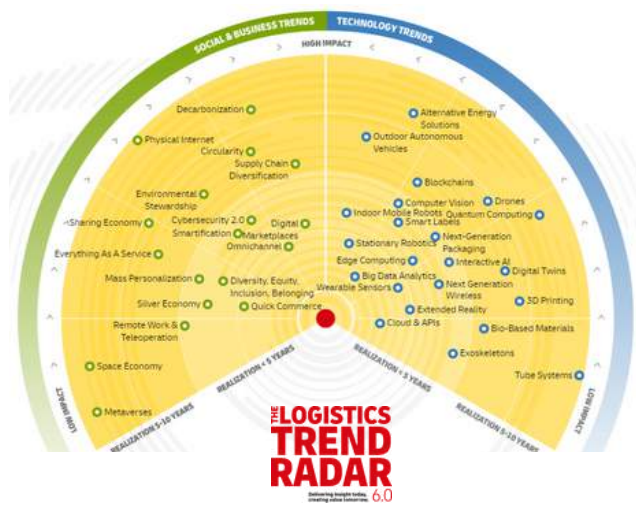 SOCIAL & BUSINESS TRENDS
TECHNOLOGY TRENDS
HIGH IMPACT
Decarbonization
Physical Internet
Circularity
Supply Chain
Diversification
Environmental
Stewardship
Sharing Economy
Cybersecurity 2.0
Smartification
Digital
Marketplaces
Omnichannel
Everything As A Service
Mass Personalization
Diversity, Equity,
Inclusion, Belonging
Silver Economy
Quick Commerce
Remote Work &
Teleoperation
Space Economy
Metaverses
Alternative Energy
Solutions
Outdoor Autonomous
Vehicles
Blockchains
Computer Vision
Drones
Indoor Mobile Robots
Quantum Computing
Smart Labels
Stationary Robotics
Next-Generation
Packaging
Edge Computing
Interactive AI
Big Data Analytics
Digital Twins
Wearable Sensors
Next Generation
Wireless
3D Printing
Extended Reality
Cloud & APIs
Bio-Based Materials
Exoskeletons
Tube Systems
LOW IMPACT
REALIZATION 5-10 YEARS
REALIZATION < 5 YEARS
REALIZATION < 5 YEARS
REALIZATION 5-10 YEARS
LOW IMPACT
THE LOGISTICS
TREND
RADAR
Delivering insight today,
creating value tomorrow.
6.0